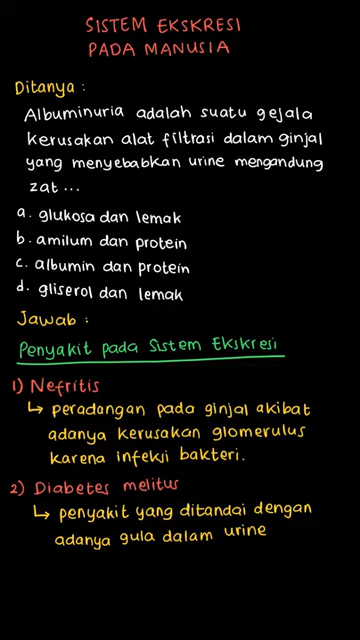 SISTEM EKSKRESI
PADA MANUSIA
Ditanya :
Albuminuria adalah suatu gejala
kerusakan alat filtrasi dalam ginjal
yang menyebabkan urine mengandung
zat ...
a. glukosa dan lemak
b. amilum dan protein
c. albumin dan protein
d. gliserol dan lemak
Jawab :
Penyakit pada Sistem Ekskresi
1) Nefritis
↳ peradangan pada ginjal akibat
adanya kerusakan glomerulus
karena infeksi bakteri.
2) Diabetes melitus
↳ penyakit yang ditandai dengan
adanya gula dalam urine